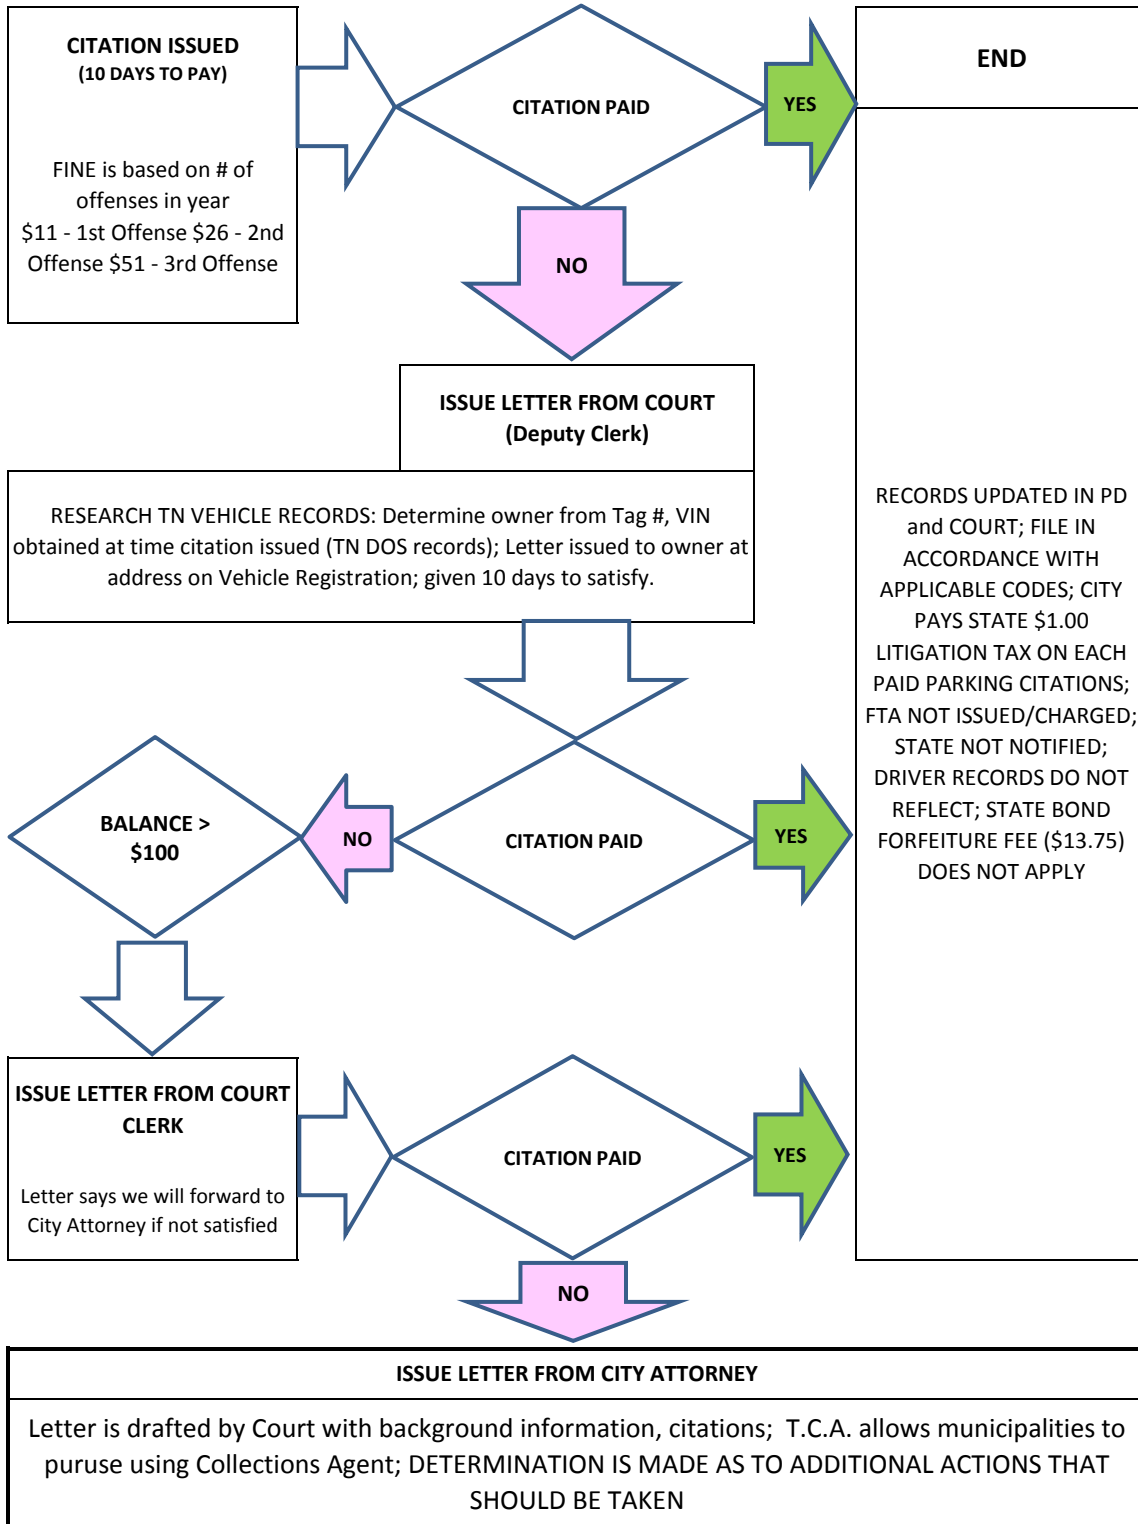 CITATION ISSUED
(10 DAYS TO PAY)
FINE is based on # of
offenses in year
$11 - 1st Offense $26 - 2nd
Offense $51 - 3rd Offense
CITATION PAID
YES
END
NO
ISSUE LETTER FROM COURT
(Deputy Clerk)
RESEARCH TN VEHICLE RECORDS: Determine owner from Tag #, VIN
obtained at time citation issued (TN DOS records); Letter issued to owner at
address on Vehicle Registration; given 10 days to satisfy.
RECORDS UPDATED IN PD
and COURT; FILE IN
ACCORDANCE WITH
APPLICABLE CODES; CITY
PAYS STATE $1.00
LITIGATION TAX ON EACH
PAID PARKING CITATIONS;
FTA NOT ISSUED/CHARGED;
STATE NOT NOTIFIED;
DRIVER RECORDS DO NOT
REFLECT; STATE BOND
FORFEITURE FEE ($13.75)
DOES NOT APPLY
BALANCE >
$100
NO
CITATION PAID
YES
ISSUE LETTER FROM COURT
CLERK
Letter says we will forward to
City Attorney if not satisfied
CITATION PAID
YES
NO
ISSUE LETTER FROM CITY ATTORNEY
Letter is drafted by Court with background information, citations;  T.C.A. allows municipalities to
puruse using Collections Agent; DETERMINATION IS MADE AS TO ADDITIONAL ACTIONS THAT
SHOULD BE TAKEN